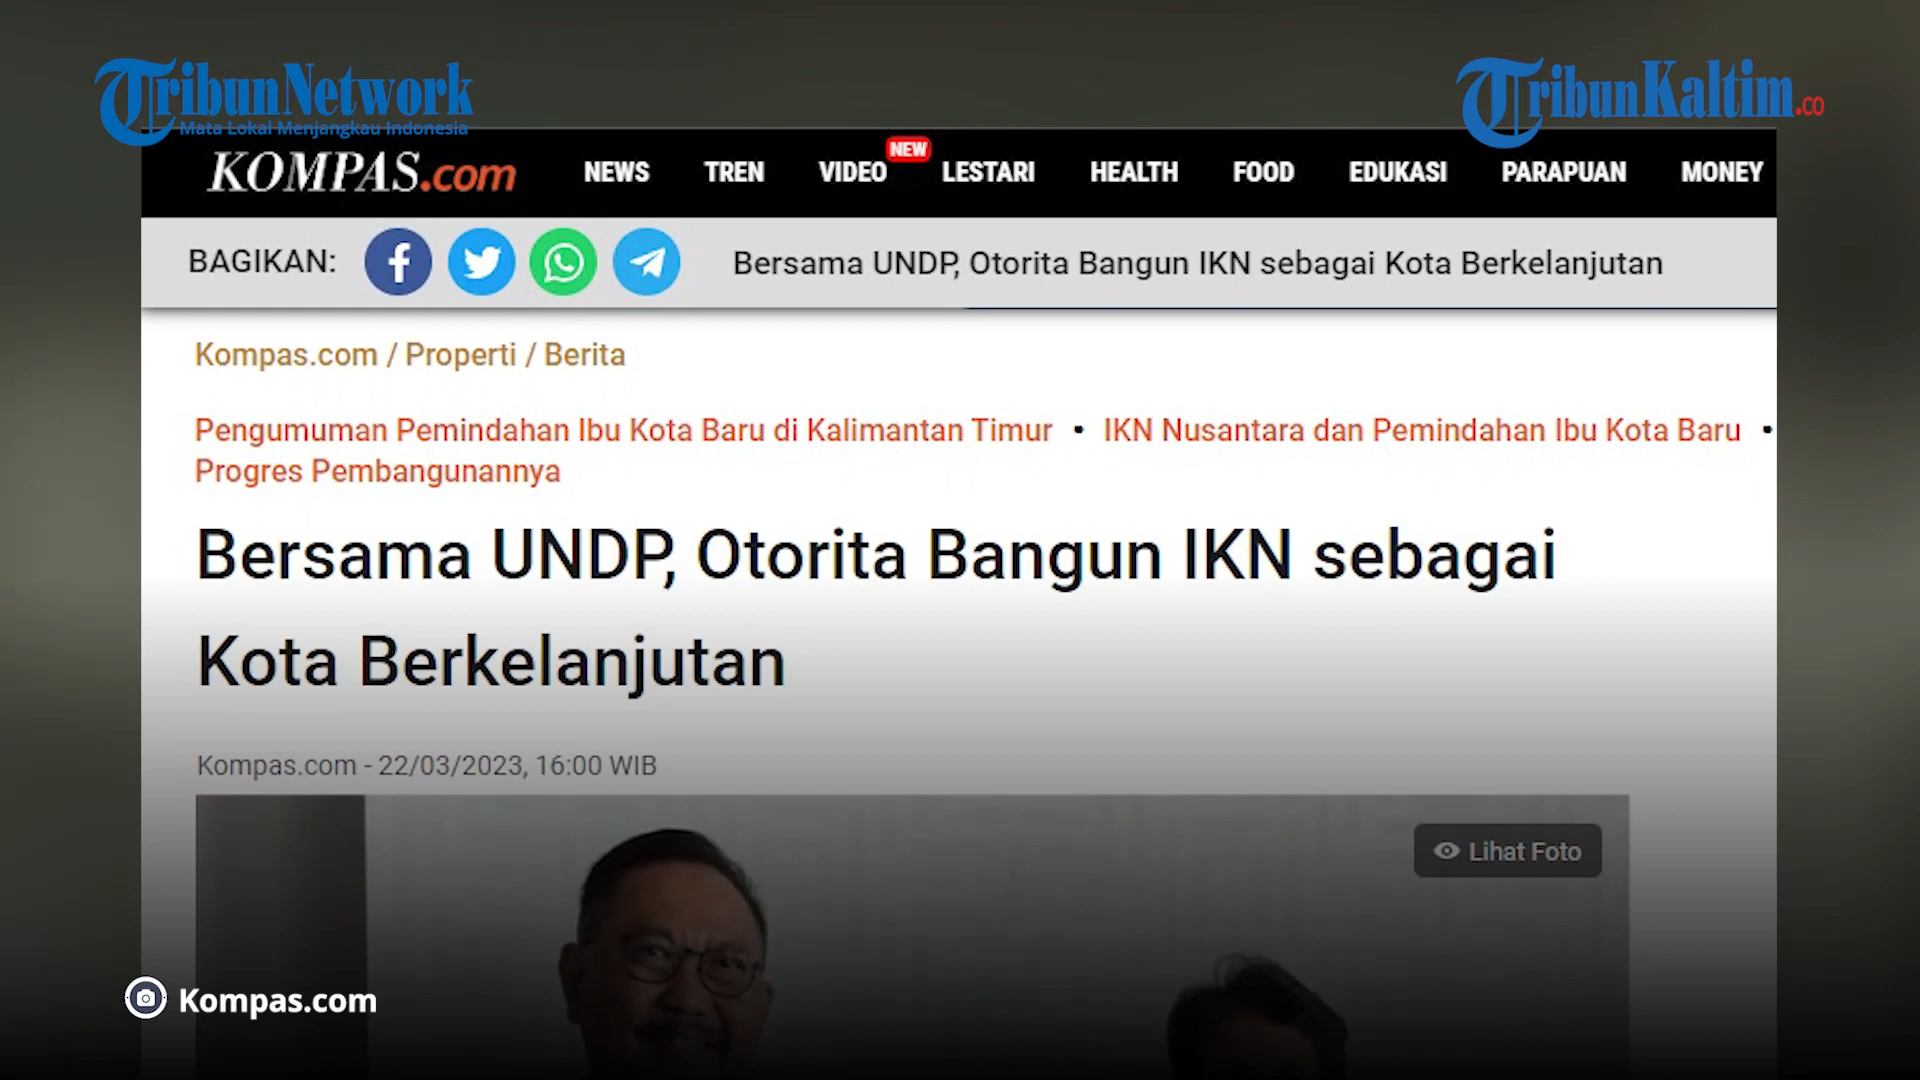 TribunNetwork
Mata Lokal Menjangkau Indonesia
TribunKaltim.co
KOMPAS.com
NEWS TREN VIDEO NEW LESTARI HEALTH FOOD EDUKASI PARAPUAN MONEY
BAGIKAN: Bersama UNDP, Otorita Bangun IKN sebagai Kota Berkelanjutan
Kompas.com / Properti / Berita
Pengumuman Pemindahan Ibu Kota Baru di Kalimantan Timur • IKN Nusantara dan Pemindahan Ibu Kota Baru •
Progres Pembangunannya
Bersama UNDP, Otorita Bangun IKN sebagai
Kota Berkelanjutan
Kompas.com - 22/03/2023, 16:00 WIB
Lihat Foto
Kompas.com